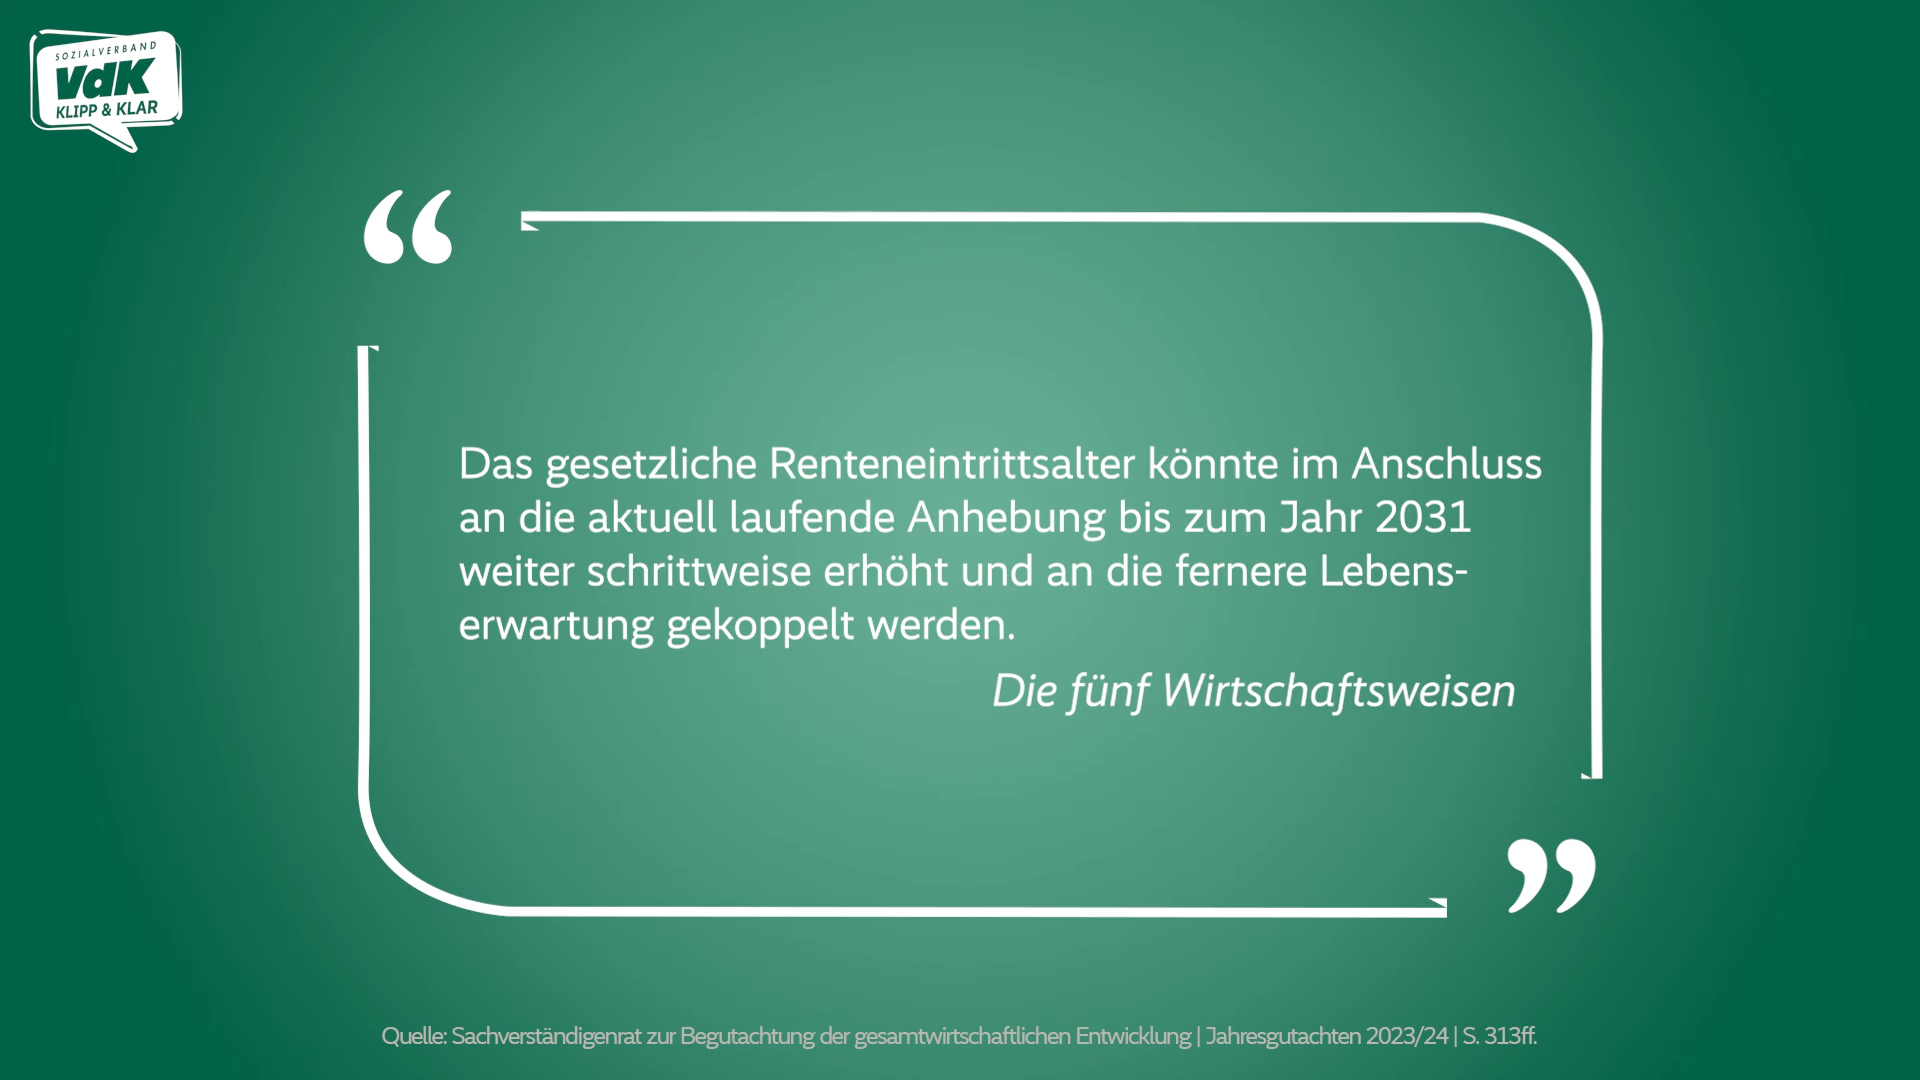 SOZIALVERBAND
VdK
KLIPP & KLAR
“
Das gesetzliche Renteneintrittsalter könnte im Anschluss
an die aktuell laufende Anhebung bis zum Jahr 2031
weiter schrittweise erhöht und an die fernere Lebens-
erwartung gekoppelt werden.
Die fünf Wirtschaftsweisen
”
Quelle: Sachverständigenrat zur Begutachtung der gesamtwirtschaftlichen Entwicklung | Jahresgutachten 2023/24 | S. 313ff.